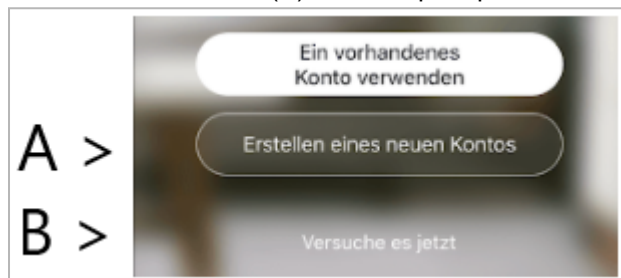 Ein vorhandenes
Konto verwenden
A >
Erstellen eines neuen Kontos
B >
Versuche es jetzt